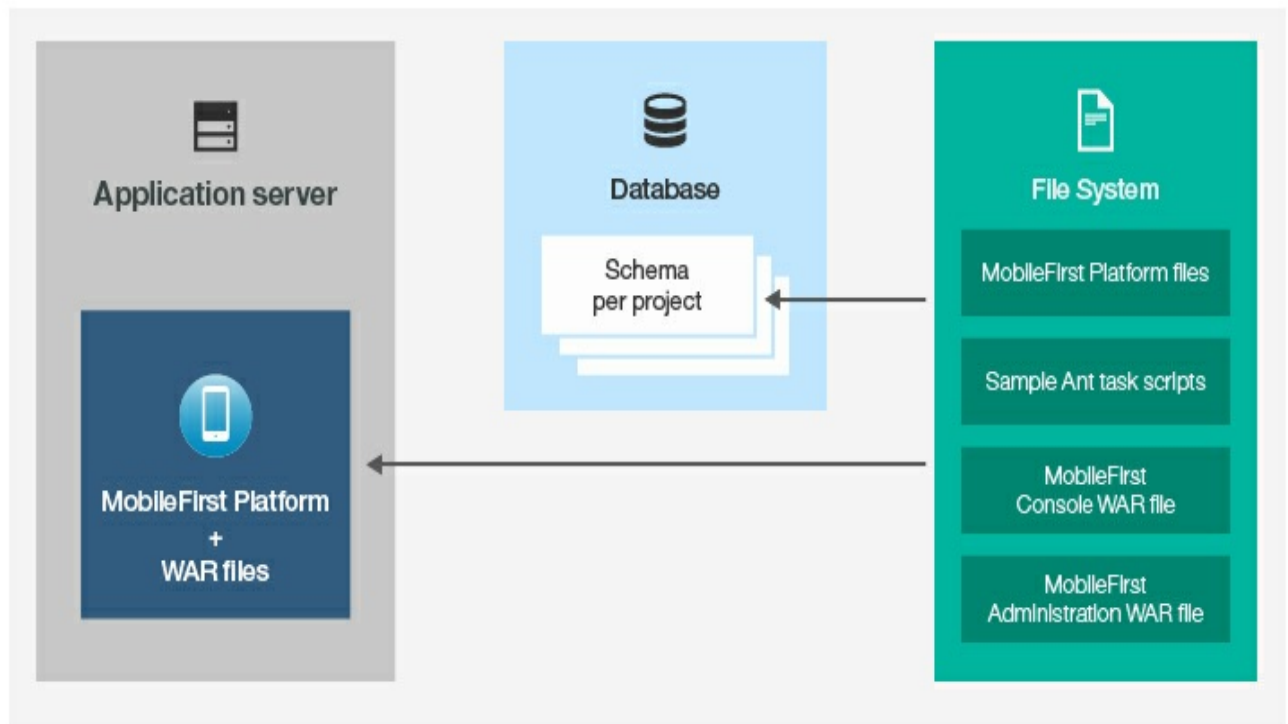 Application server
MobileFirst Platform
+
WAR files
Database
Schema
per project
File System
MobileFirst Platform files
Sample Ant task scripts
MobileFirst
Console WAR file
MobileFirst
Administration WAR file